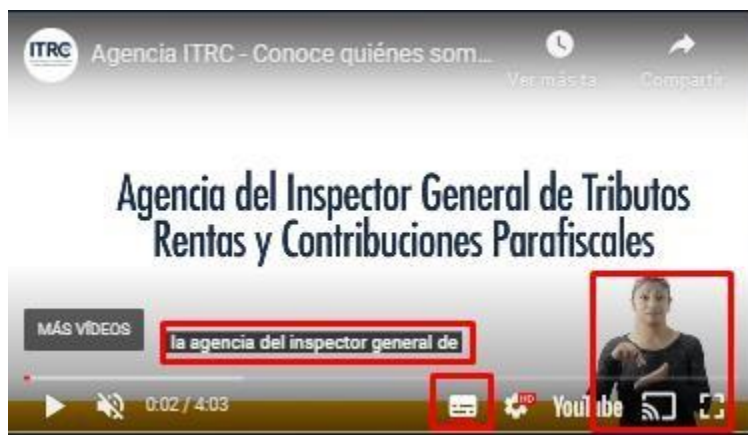 ITRC
Agencia ITRC - Conoce quiénes som...
Ver más ta
Compartir
Agencia del Inspector General de Tributos
Rentas y Contribuciones Parafiscales
MÁS VÍDEOS
la agencia del inspector general de
0:02 / 4:03
HD
YouTube